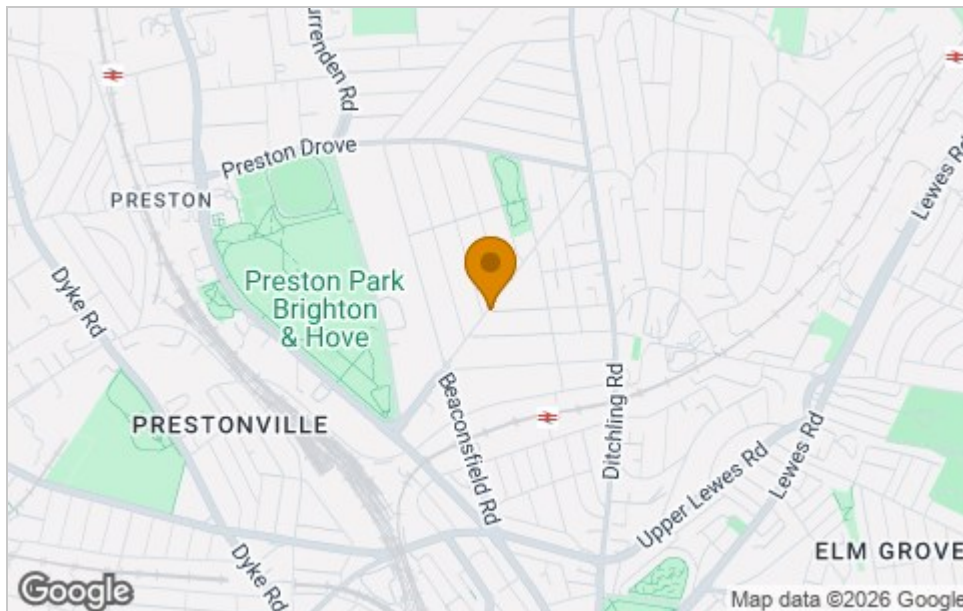 urrenden Rd
Preston Drove
PRESTON
Lewes Rd
Dyke Rd
Preston Park
Brighton
& Hove
Beaconsfield Rd
Ditchling Rd
PRESTONVILLE
Upper Lewes Rd
Lewes Rd
Dyke Rd
ELM GROVE
Google
Map data ©2026 Google